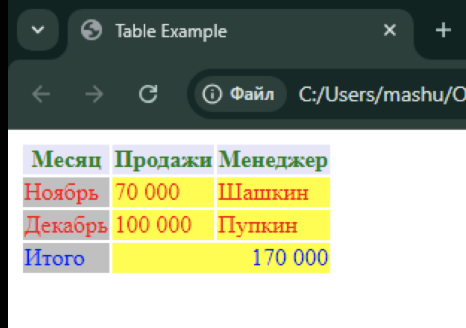 Table Example
Файл C:/Users/mashu/O
Месяц Продажи Менеджер
Ноябрь 70 000 Шашкин
Декабрь 100 000 Пупкин
Итого 170 000